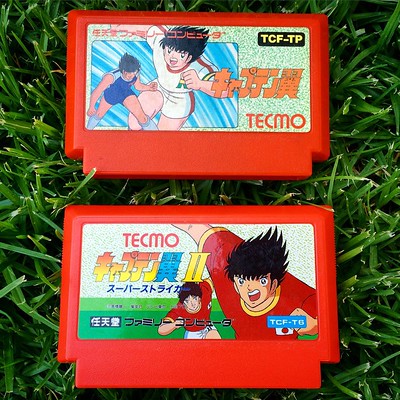 任天堂 ファミリーコンピュータ
TCF-TP
キャプテン翼
TECMO
TECMO
キャプテン翼II
スーパーストライカー
任天堂 ファミリーコンピュータ
TCF-T6